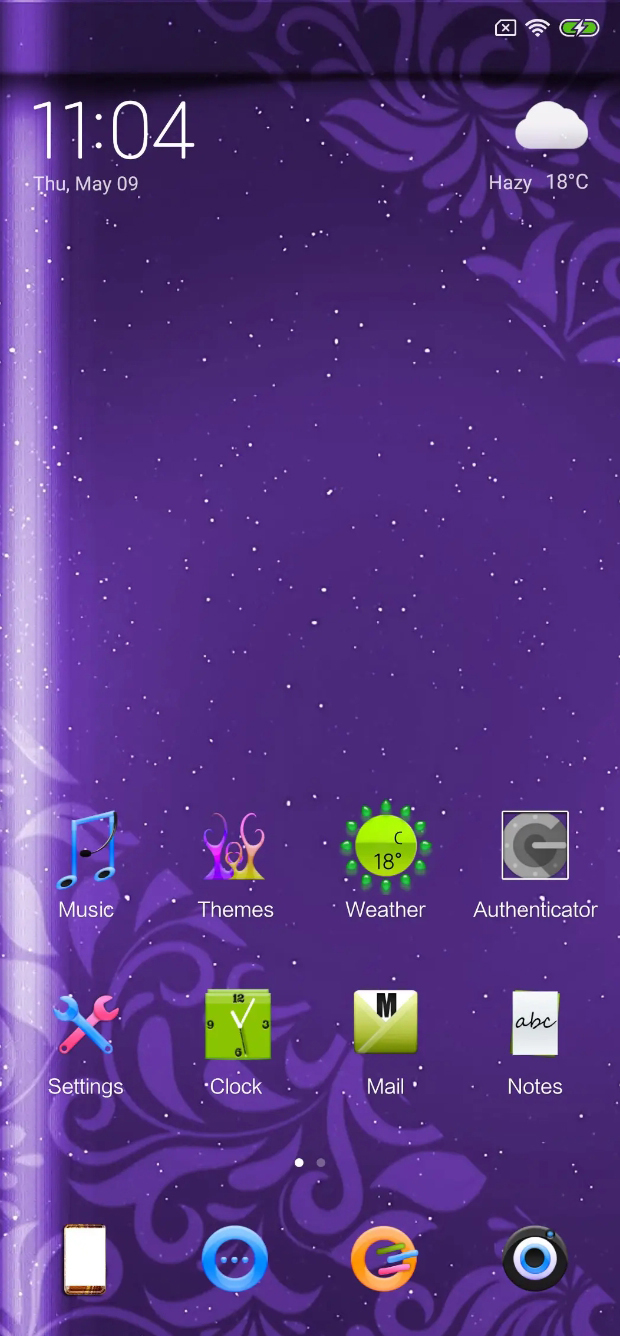 11:04
Thu, May 09
Hazy 18°C
C
18°
Music
Themes
Weather
Authenticator
12
9
3
6
M
abc
Settings
Clock
Mail
Notes